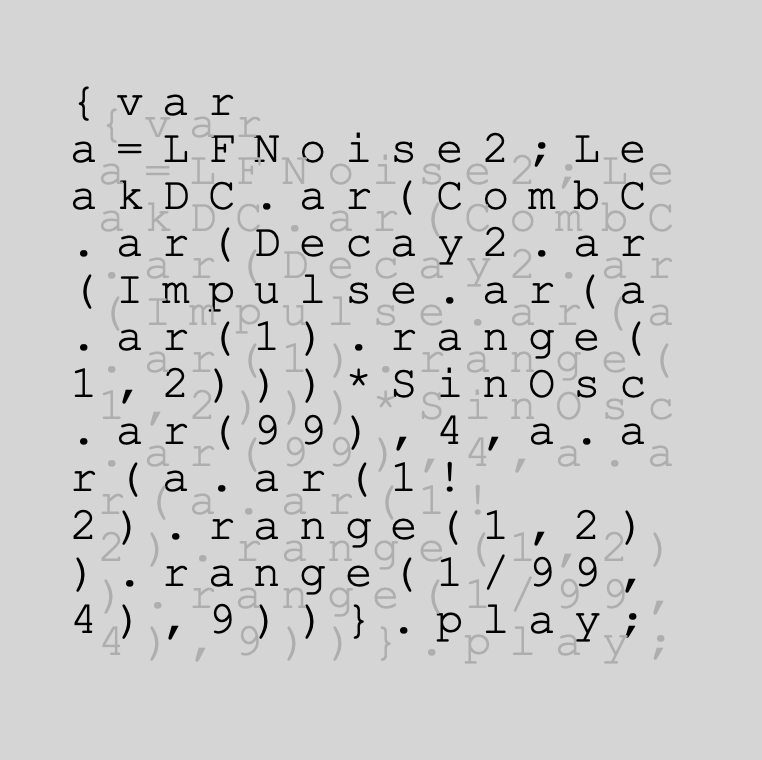 {var
a=LFNoise2;Le
akDC.ar(CombC
.ar(Decay2.ar
(Impulse.ar(a
.ar(1).range(
1,2)))*SinOsc
.ar(99),4,a.a
r(a.ar(1!
2).range(1,2)
).range(1/99,
4),9))}.play;